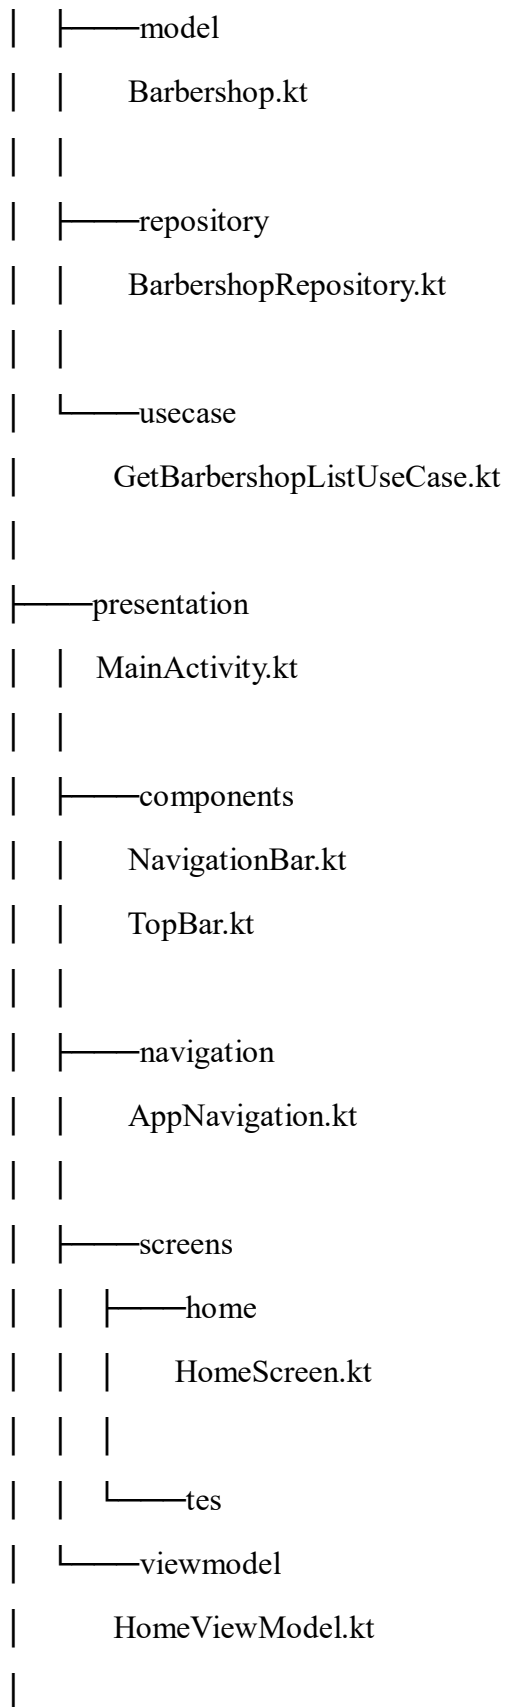 │   ├───model
│   │       Barbershop.kt
│   │
│   ├───repository
│   │       BarbershopRepository.kt
│   │
│   └───usecase
│           GetBarbershopListUseCase.kt
│
├───presentation
│   │   MainActivity.kt
│   │
│   ├───components
│   │       NavigationBar.kt
│   │       TopBar.kt
│   │
│   ├───navigation
│   │       AppNavigation.kt
│   │
│   ├───screens
│   │   ├───home
│   │   │       HomeScreen.kt
│   │   │
│   │   └───tes
│   └───viewmodel
│           HomeViewModel.kt
│